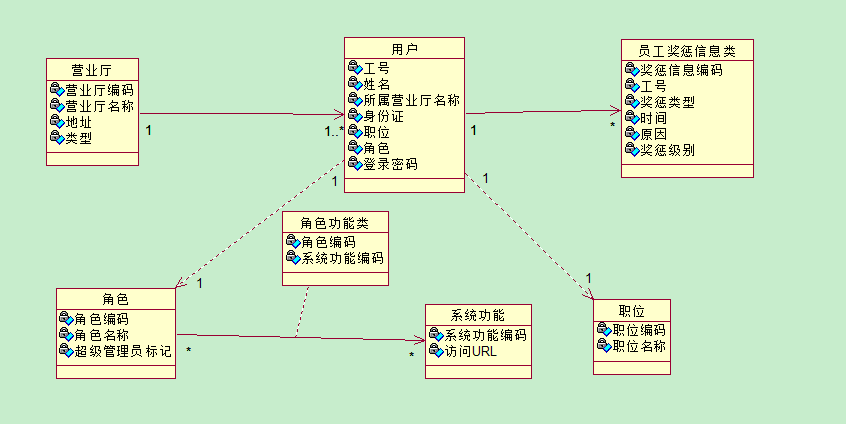 营业厅
营业厅编码
营业厅名称
地址
类型
用户
工号
姓名
所属营业厅名称
身份证
职位
角色
登录密码
员工奖惩信息类
奖惩信息编码
工号
奖惩类型
时间
原因
奖惩级别
1
1..*
1
*
1
1
1
1
角色功能类
角色编码
系统功能编码
角色
角色编码
角色名称
超级管理员标记
*
*
系统功能
系统功能编码
访问URL
职位
职位编码
职位名称